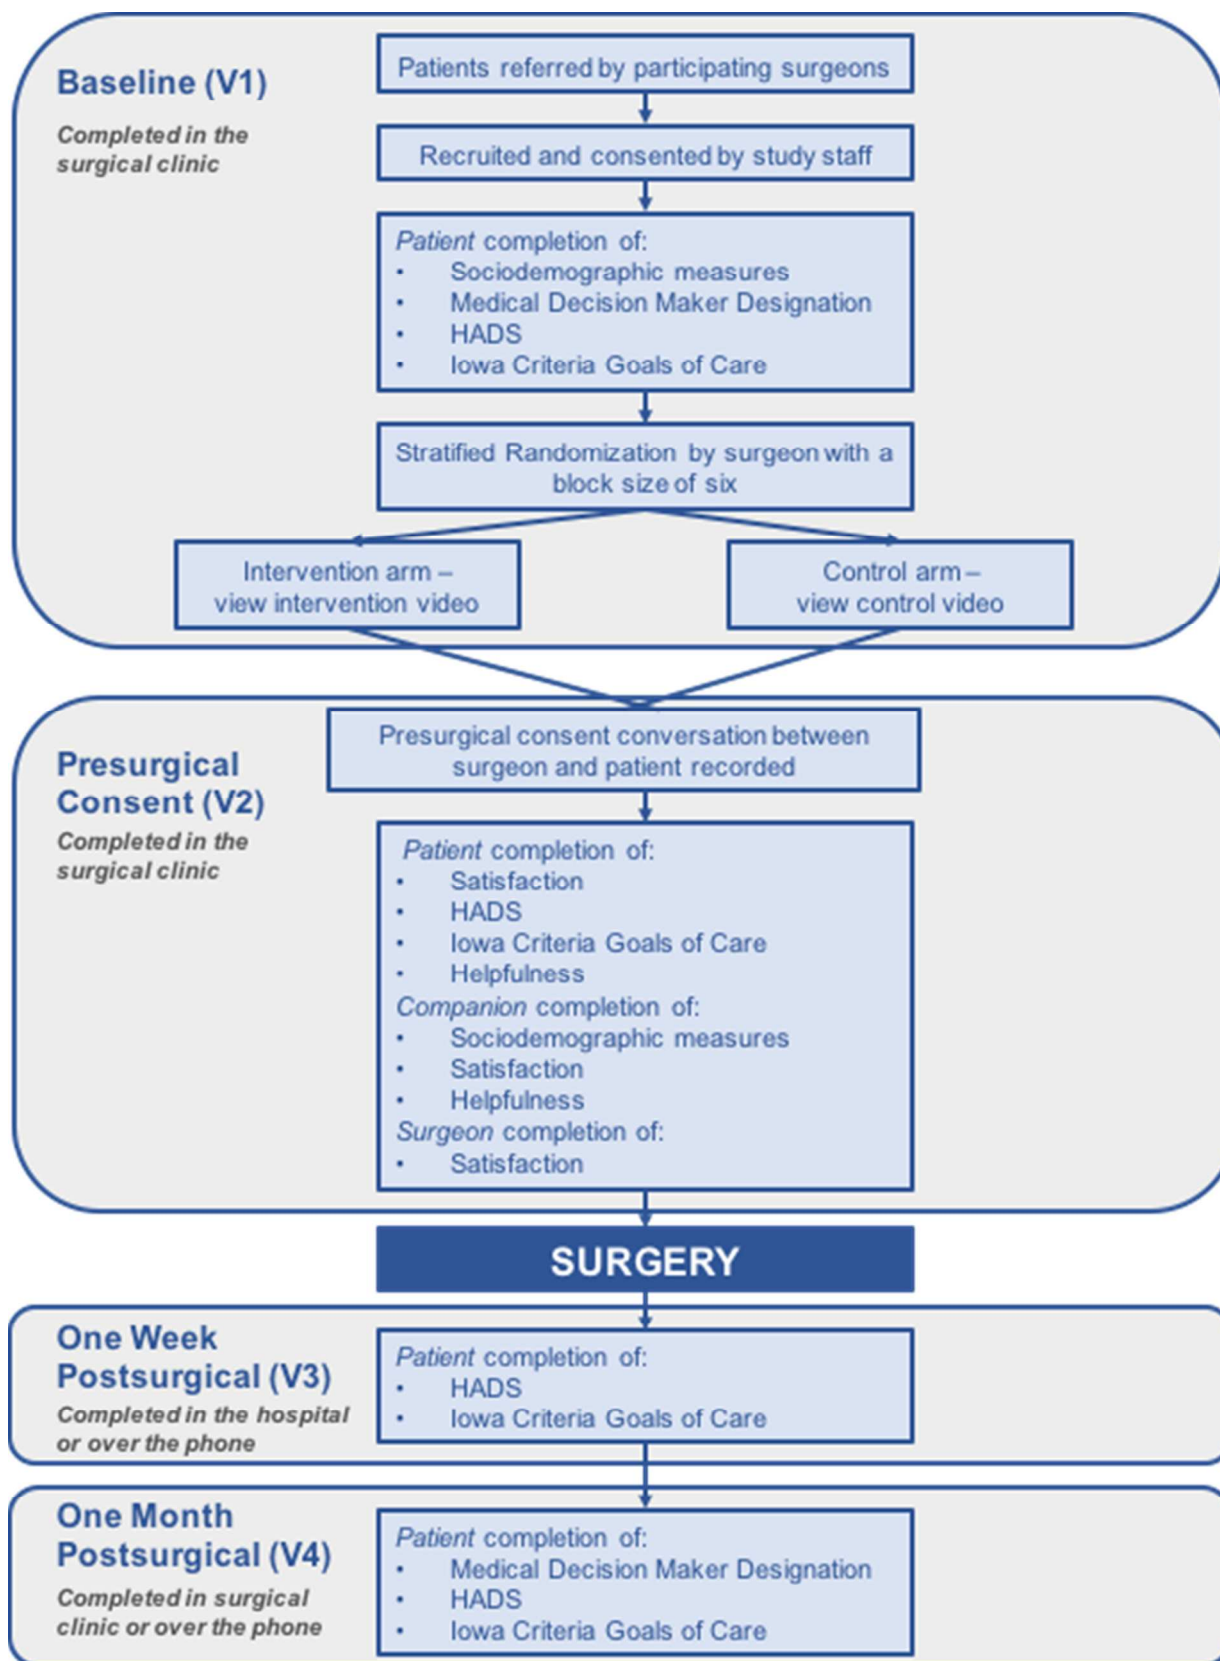 Baseline (V1)
Completed in the
surgical clinic
Patients referred by participating surgeons
Recruited and consented by study staff
Patient completion of:
• Sociodemographic measures
• Medical Decision Maker Designation
• HADS
• Iowa Criteria Goals of Care
Stratified Randomization by surgeon with a
block size of six
Intervention arm –
view intervention video
Control arm –
view control video
Presurgical
Consent (V2)
Completed in the
surgical clinic
Presurgical consent conversation between
surgeon and patient recorded
Patient completion of:
• Satisfaction
• HADS
• Iowa Criteria Goals of Care
• Helpfulness
Companion completion of:
• Sociodemographic measures
• Satisfaction
• Helpfulness
Surgeon completion of:
• Satisfaction
SURGERY
One Week
Postsurgical (V3)
Completed in the hospital
or over the phone
Patient completion of:
• HADS
• Iowa Criteria Goals of Care
One Month
Postsurgical (V4)
Completed in surgical
clinic or over the phone
Patient completion of:
• Medical Decision Maker Designation
• HADS
• Iowa Criteria Goals of Care